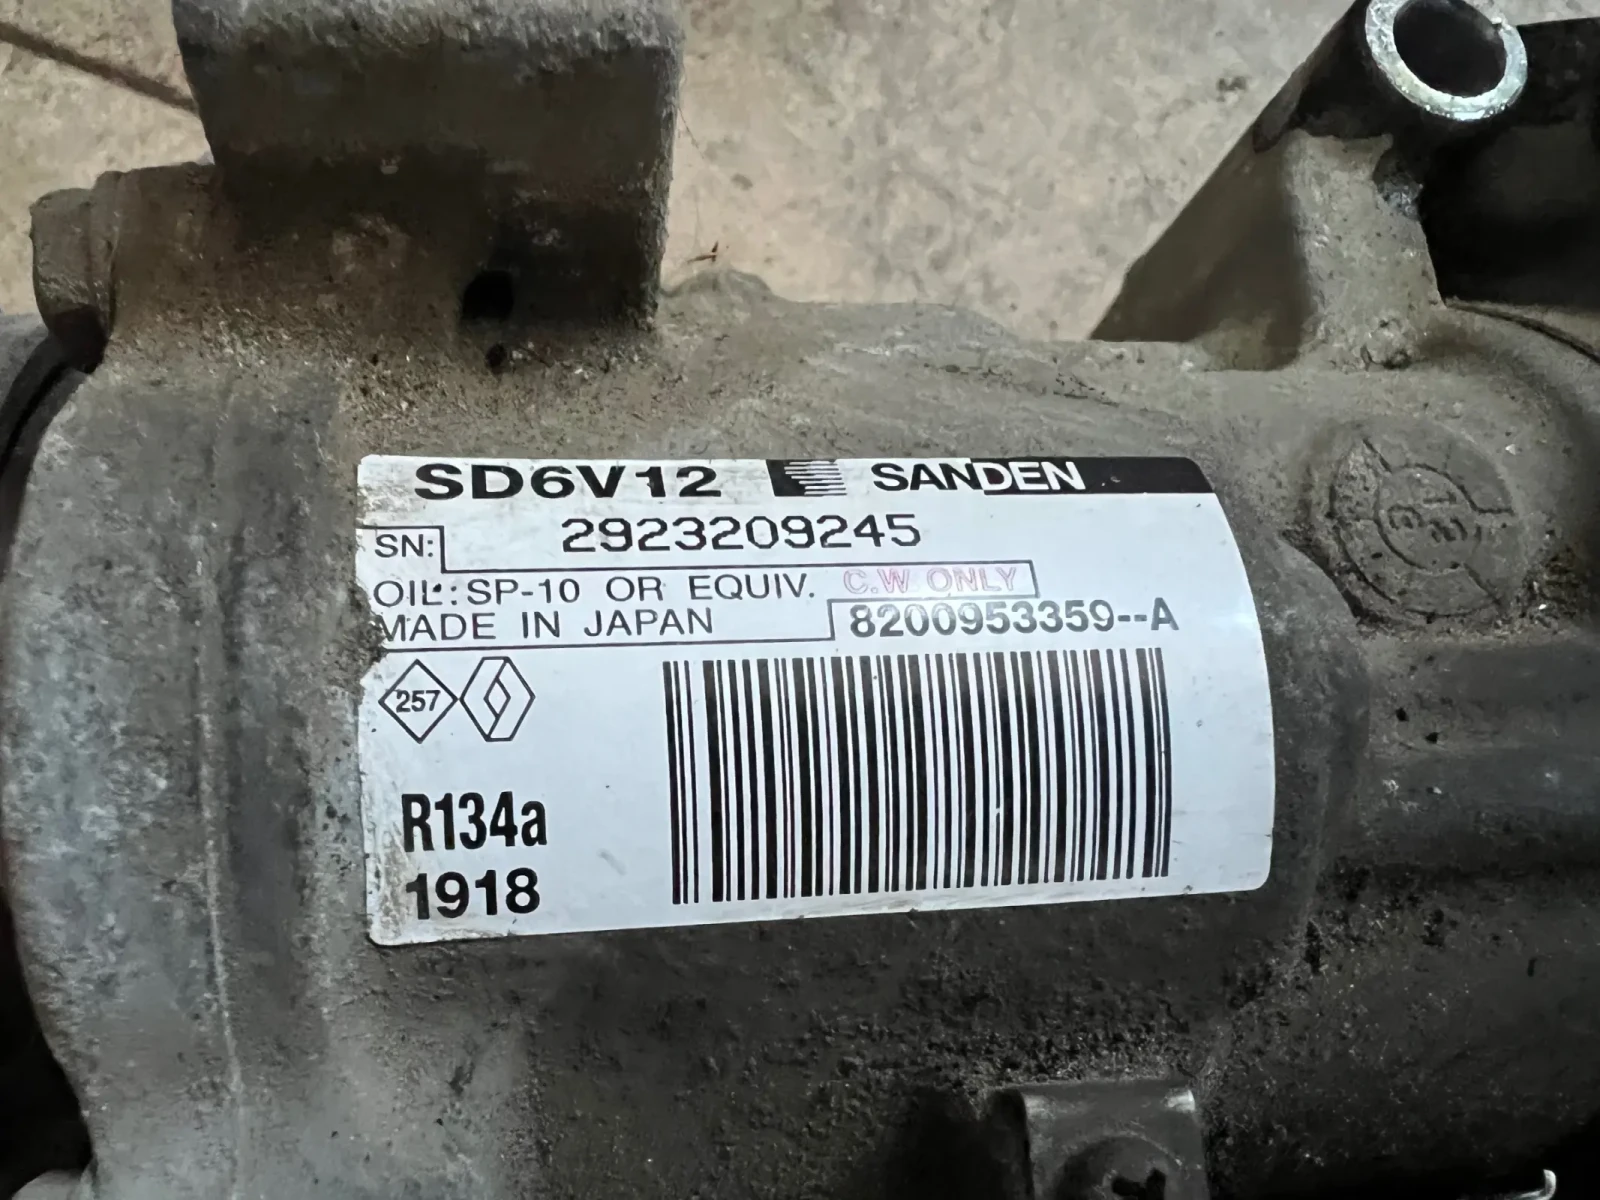 SD6V12 SANDEN
SN: 2923209245
OIL:SP-10 OR EQUIV. C.W. ONLY
MADE IN JAPAN 8200953359--A
257
R134a
1918